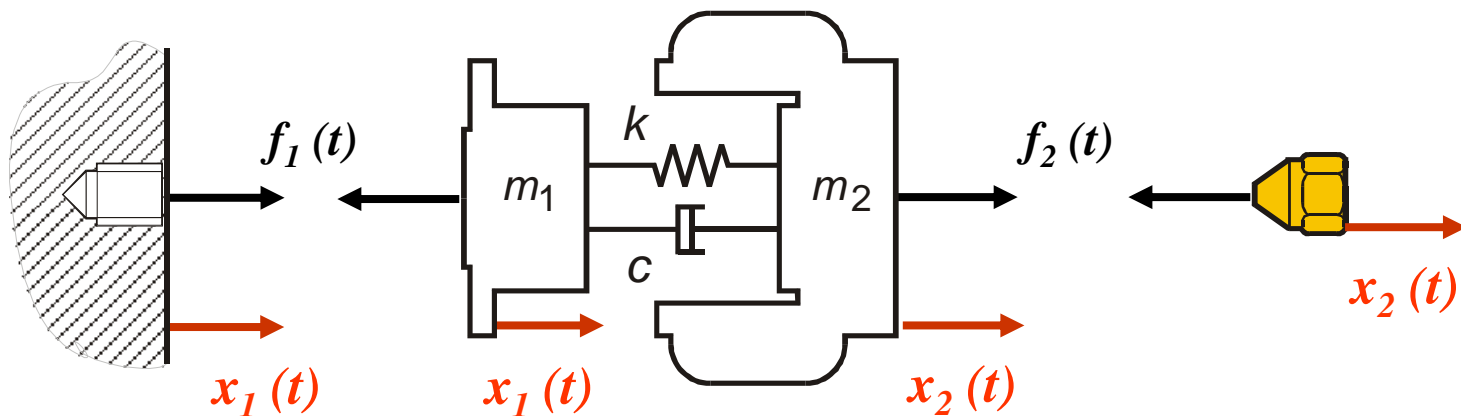 f₁ (t)
k
f₂ (t)
m₁
m₂
c
x₂ (t)
x₁ (t)
x₁ (t)
x₂ (t)